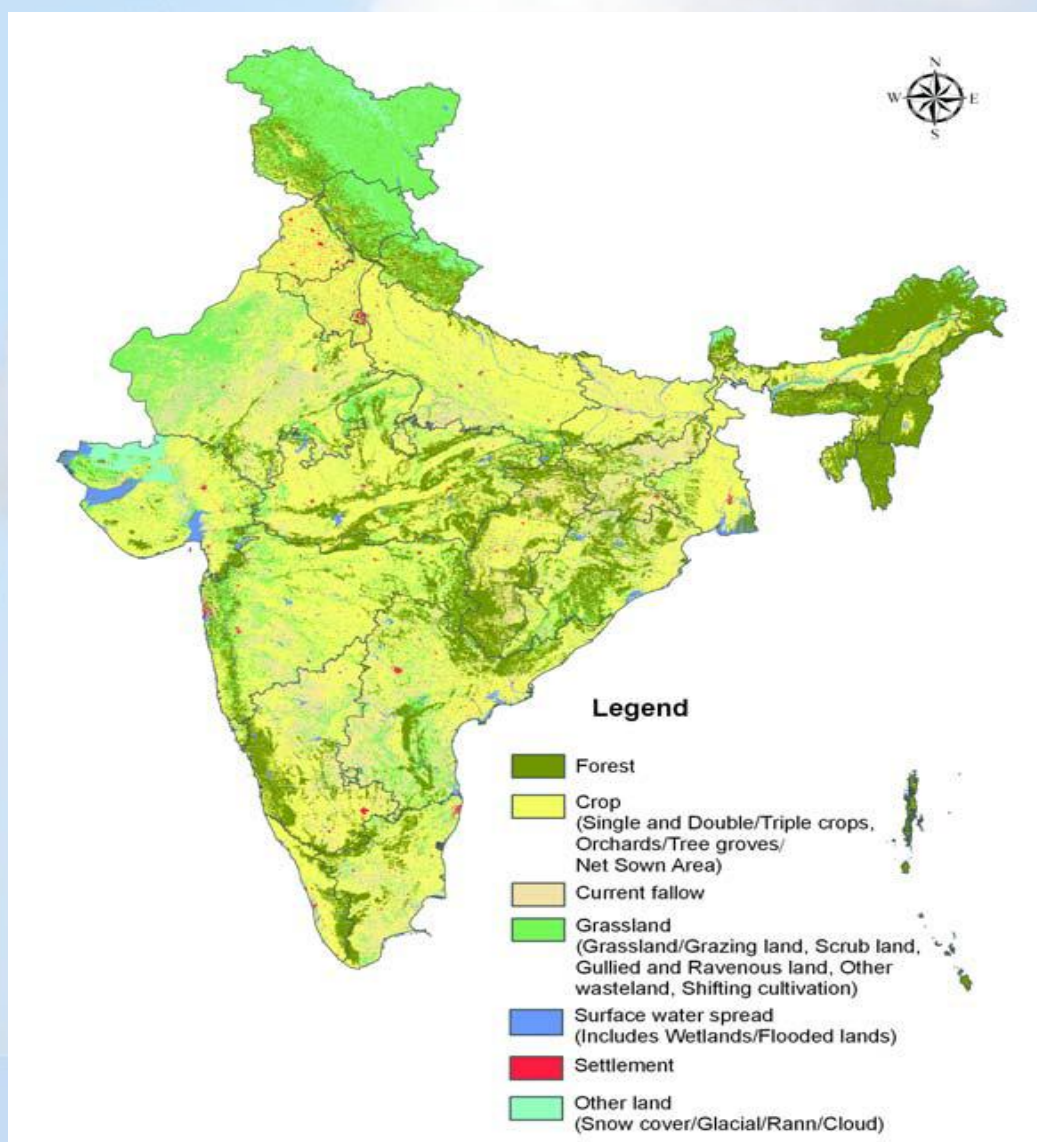 N
W E
S
Legend
Forest
Crop
(Single and Double/Triple crops,
Orchards/Tree groves/
Net Sown Area)
Current fallow
Grassland
(Grassland/Grazing land, Scrub land,
Gullied and Ravenous land, Other
wasteland, Shifting cultivation)
Surface water spread
(Includes Wetlands/Flooded lands)
Settlement
Other land
(Snow cover/Glacial/Rann/Cloud)